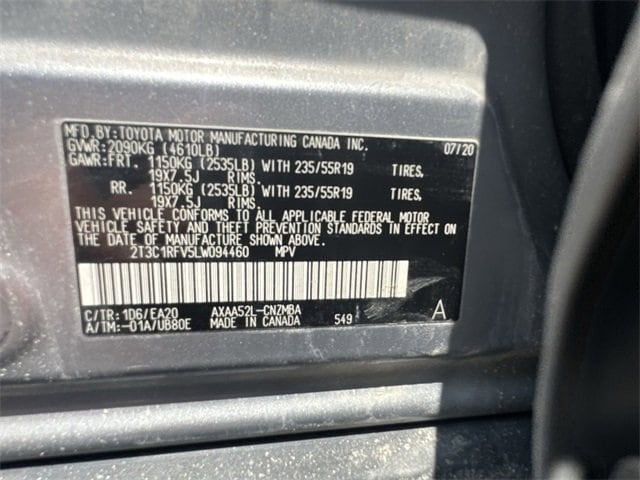 MFD.BY:TOYOTA MOTOR MANUFACTURING CANADA INC.
GVWR:2090KG (4610LB) 07/20
GAWR:FRT. 1150KG (2535LB) WITH 235/55R19 TIRES,
19X7.5J RIMS.
RR. 1150KG (2535LB) WITH 235/55R19 TIRES,
19X7.5J RIMS.
THIS VEHICLE CONFORMS TO ALL APPLICABLE FEDERAL MOTOR
VEHICLE SAFETY AND THEFT PREVENTION STANDARDS IN EFFECT ON
THE DATE OF MANUFACTURE SHOWN ABOVE.
2T3C1RFV5LW094460 MPV
C/TR:1D6/EA20 AXAA52L-CNZMBA
A/TM:-01A/UB80E MADE IN CANADA 549 A